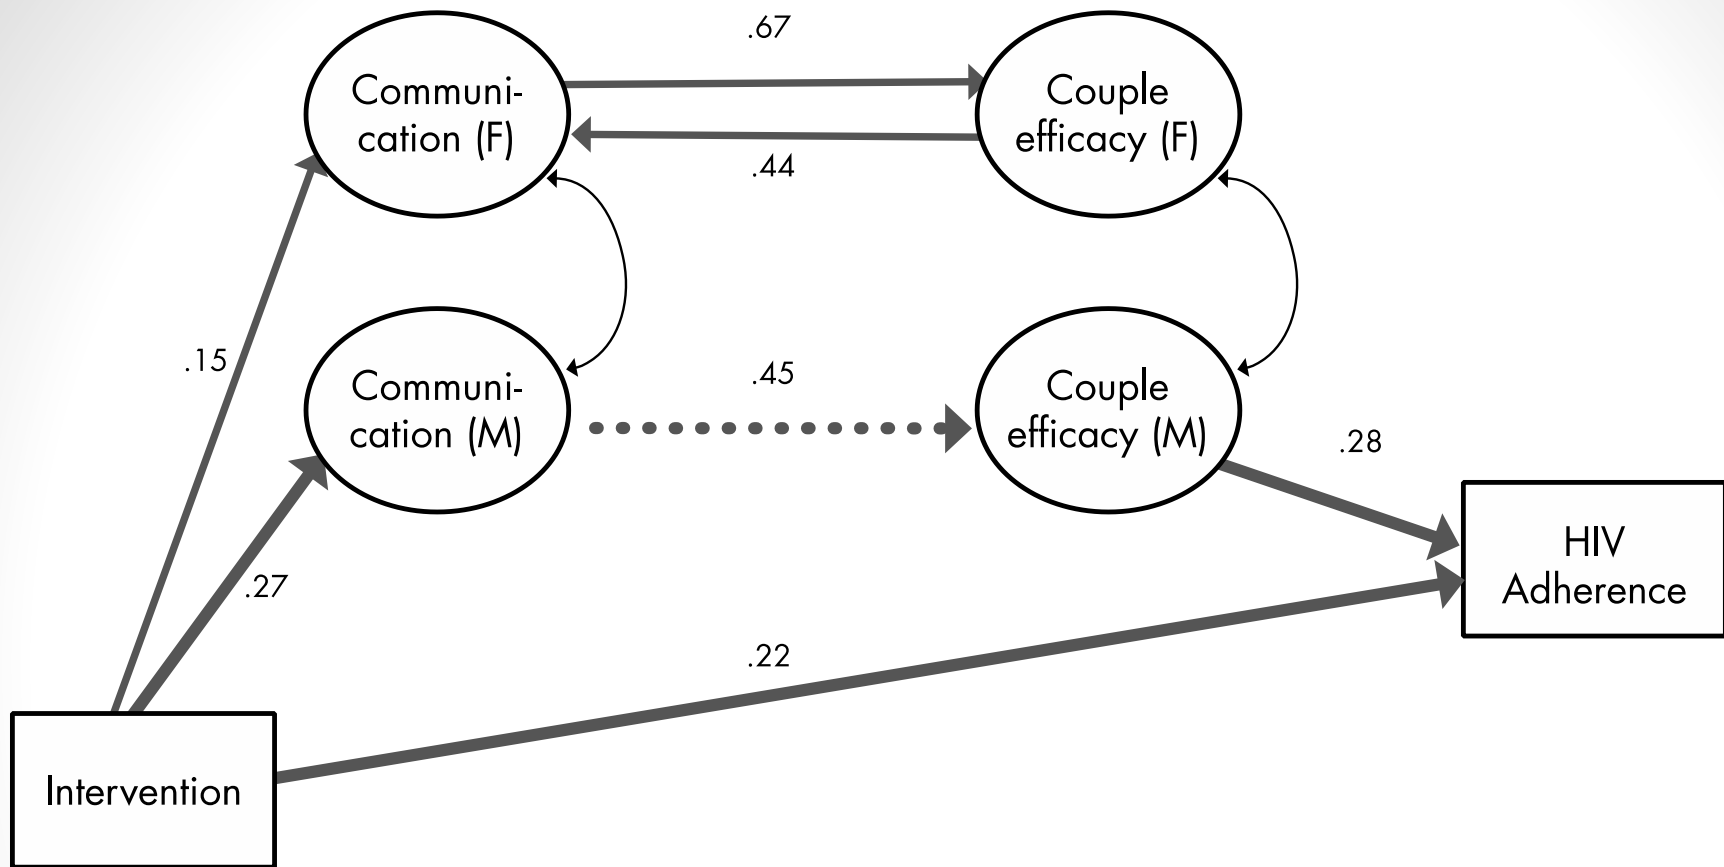 .67
Communi-
cation (F)
Couple
efficacy (F)
.44
.15
Communi-
cation (M)
.45
Couple
efficacy (M)
.28
HIV
Adherence
.27
.22
Intervention